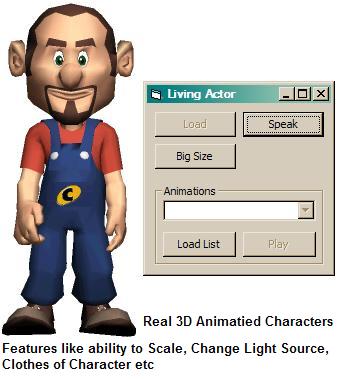 Living Actor
Load
Speak
Big Size
Animations
Load List
Play
C
Real 3D Animatied Characters
Features like ability to Scale, Change Light Source,
Clothes of Character etc